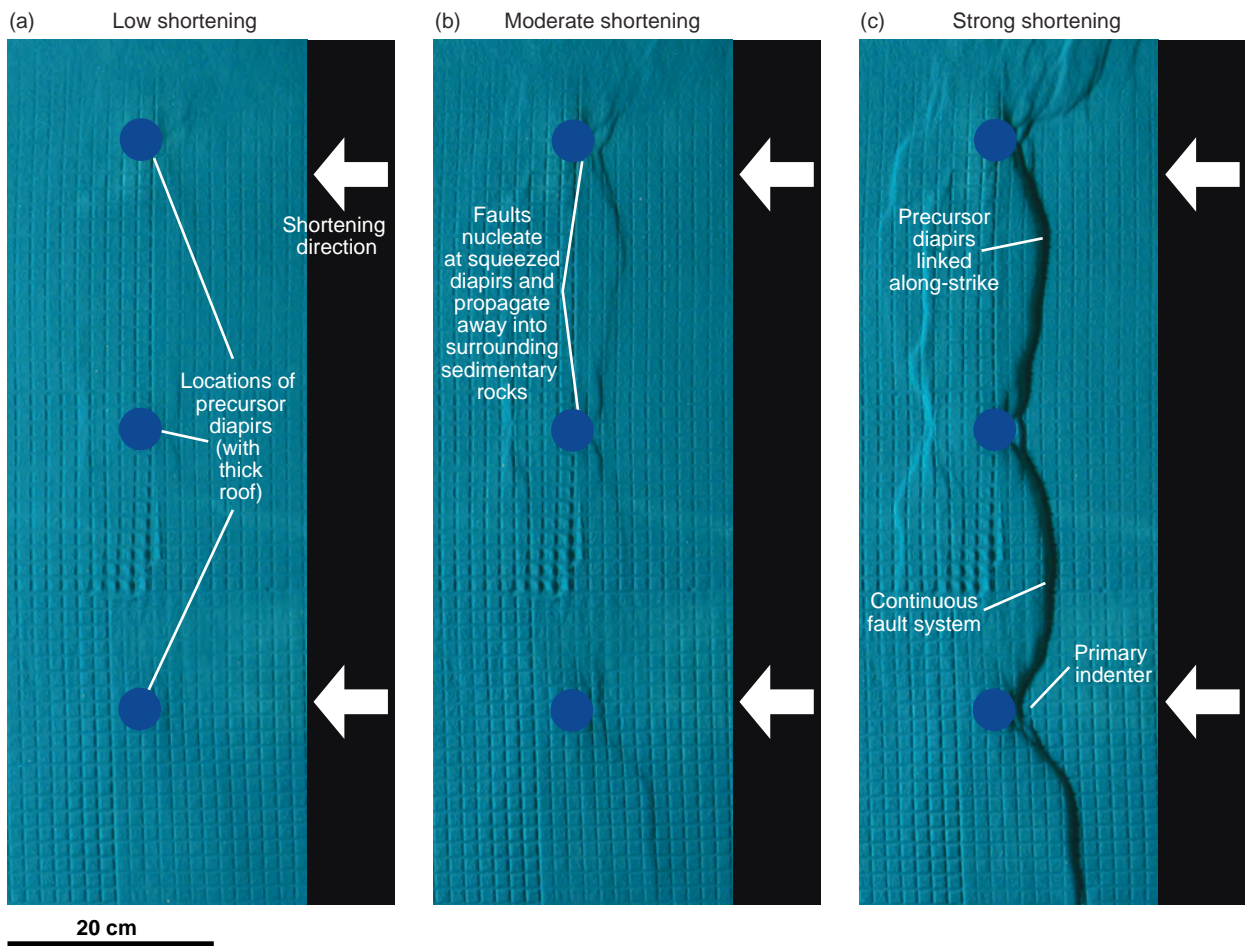 (a) Low shortening
(b) Moderate shortening
(c) Strong shortening
Shortening
direction
Locations of
precursor
diapirs
(with
thick
roof)
Faults
nucleate
at squeezed
diapirs and
propagate
away into
surrounding
sedimentary
rocks
Precursor
diapirs
linked
along-strike
Continuous
fault system
Primary
indenter
20 cm